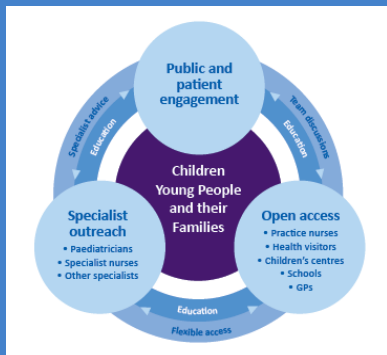 Public and
patient
engagement
Specialist advice
Education
Team discussions
Education
Children
Young People
and their
Families
Specialist
outreach
• Paediatricians
• Specialist nurses
• Other specialists
Open access
• Practice nurses
• Health visitors
• Children's centres
• Schools
• GPs
Education
Flexible access